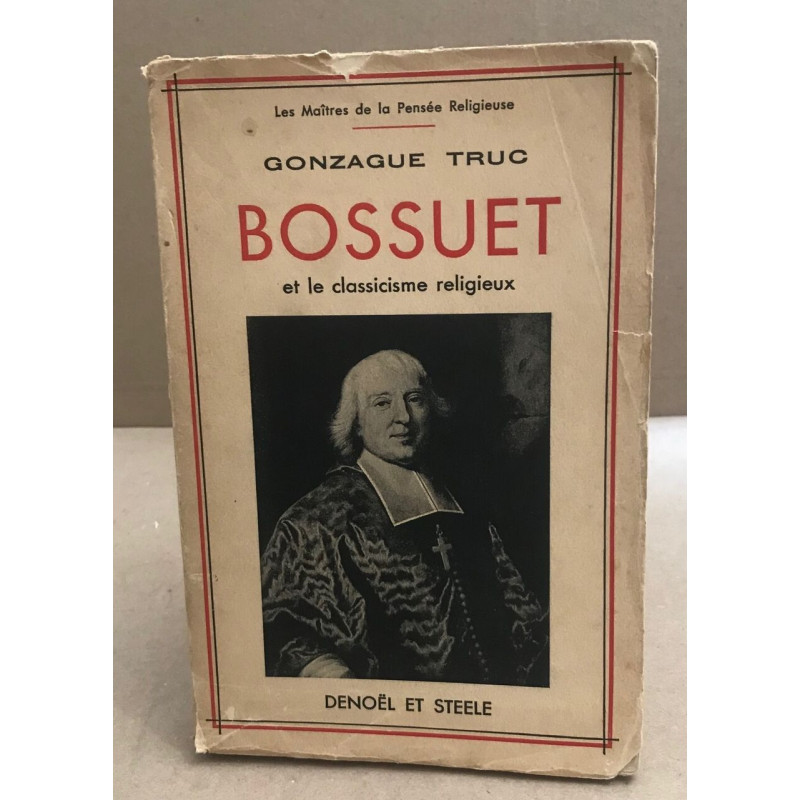 Les Maîtres de la Pensée Religieuse
GONZAGUE TRUC
BOSSUET
et le classicisme religieux
DENOËL ET STEELE